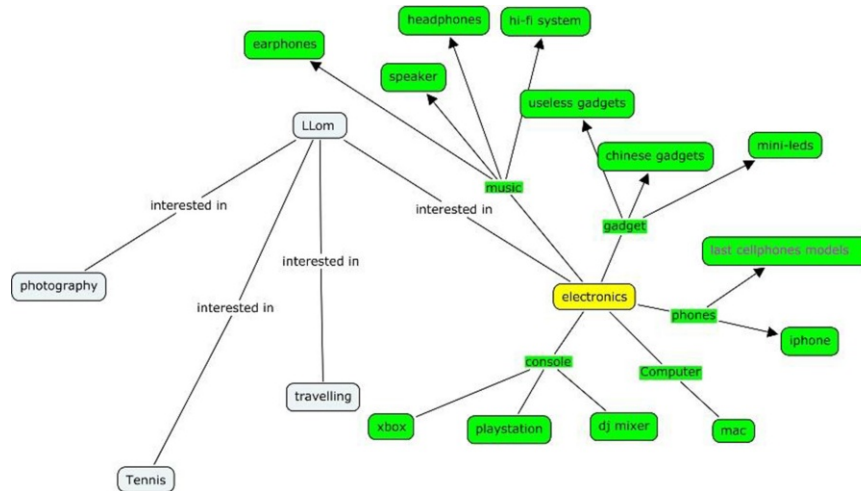 headphones
hi-fi system
earphones
speaker
useless gadgets
LLom
chinese gadgets
mini-leds
music
interested in
interested in
gadget
last cellphones models
interested in
photography
electronics
interested in
phones
iphone
console
Computer
travelling
xbox
playstation
dj mixer
mac
Tennis